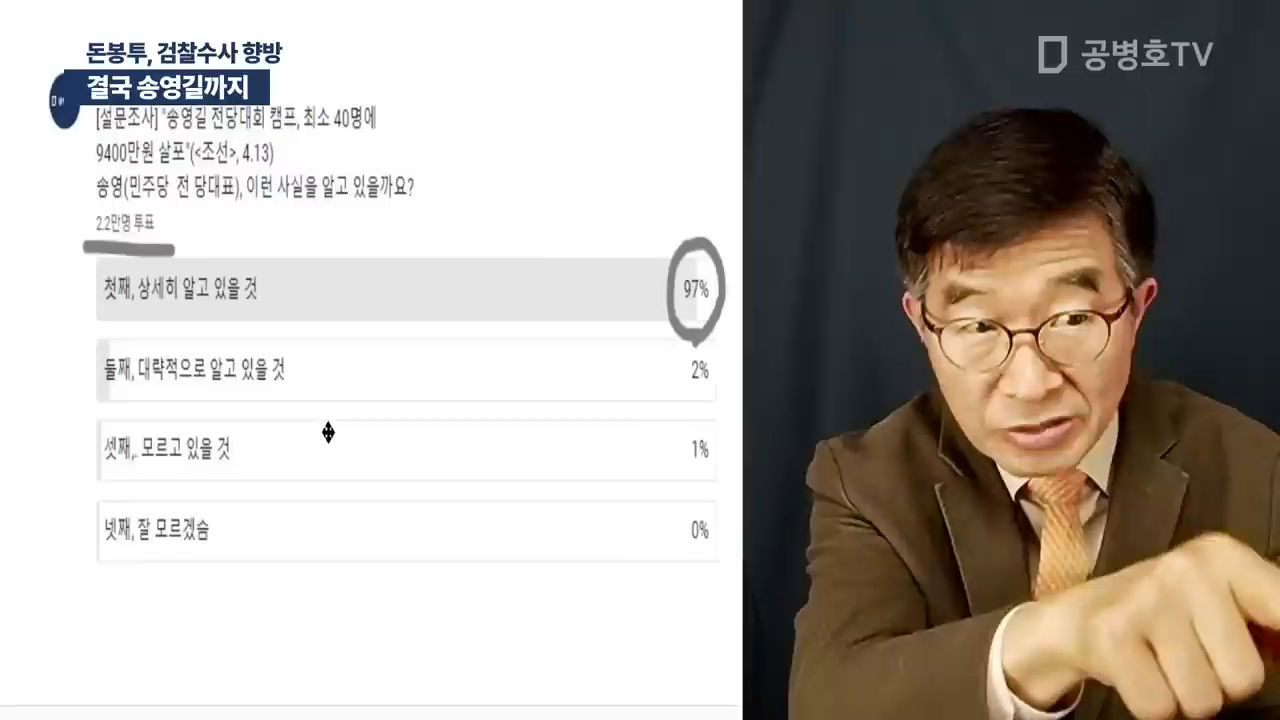 돈봉투, 검찰수사 향방
결국 송영길까지
공병호TV
[설문조사] "송영길 전당대회 캠프, 최소 40명에
9400만원 살포"(<조선>, 4.13)
송영(민주당 전 당대표), 이런 사실을 알고 있을까요?
2.2만명 투표
첫째, 상세히 알고 있을 것 97%
둘째, 대략적으로 알고 있을 것 2%
셋째,. 모르고 있을 것 1%
넷째, 잘 모르겠슴 0%